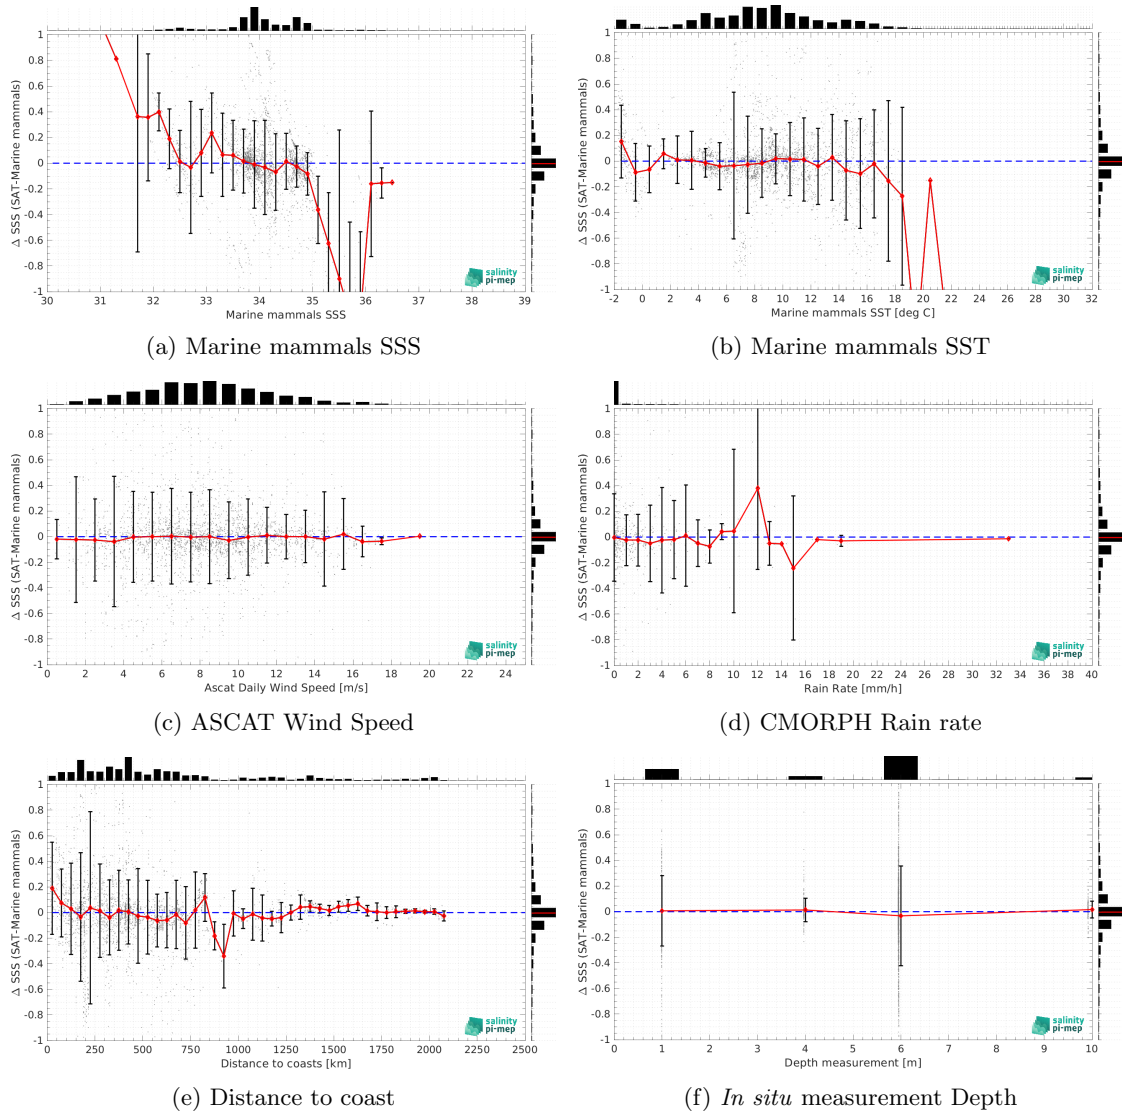 1
0.8
0.6
0.4
0.2
0
-0.2
-0.4
-0.6
-0.8
-1
Δ SSS (SAT-Marine mammals)
30 31 32 33 34 35 36 37 38 39
Marine mammals SSS
salinity
pi-mep
(a) Marine mammals SSS
1
0.8
0.6
0.4
0.2
0
-0.2
-0.4
-0.6
-0.8
-1
Δ SSS (SAT-Marine mammals)
-2 0 2 4 6 8 10 12 14 16 18 20 22 24 26 28 30 32
Marine mammals SST [deg C]
salinity
pi-mep
(b) Marine mammals SST
1
0.8
0.6
0.4
0.2
0
-0.2
-0.4
-0.6
-0.8
-1
Δ SSS (SAT-Marine mammals)
0 2 4 6 8 10 12 14 16 18 20 22 24
Ascat Daily Wind Speed [m/s]
salinity
pi-mep
(c) ASCAT Wind Speed
1
0.8
0.6
0.4
0.2
0
-0.2
-0.4
-0.6
-0.8
-1
Δ SSS (SAT-Marine mammals)
0 2 4 6 8 10 12 14 16 18 20 22 24 26 28 30 32 34 36 38 40
Rain Rate [mm/h]
salinity
pi-mep
(d) CMORPH Rain rate
1
0.8
0.6
0.4
0.2
0
-0.2
-0.4
-0.6
-0.8
-1
Δ SSS (SAT-Marine mammals)
0 250 500 750 1000 1250 1500 1750 2000 2250 2500
Distance to coasts [km]
salinity
pi-mep
(e) Distance to coast
1
0.8
0.6
0.4
0.2
0
-0.2
-0.4
-0.6
-0.8
-1
Δ SSS (SAT-Marine mammals)
0 1 2 3 4 5 6 7 8 9 10
Depth measurement [m]
salinity
pi-mep
(f) In situ measurement Depth